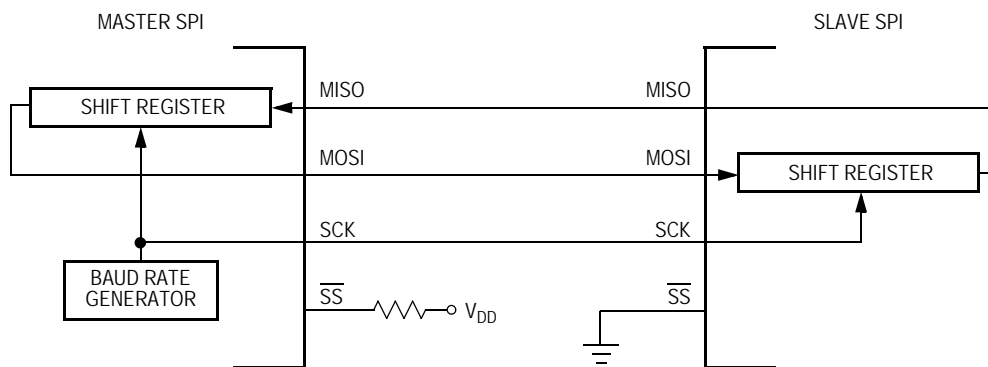 MASTER SPI
SLAVE SPI
SHIFT REGISTER
MISO
MISO
MOSI
MOSI
SHIFT REGISTER
SCK
SCK
BAUD RATE
GENERATOR
SS
V_DD
SS